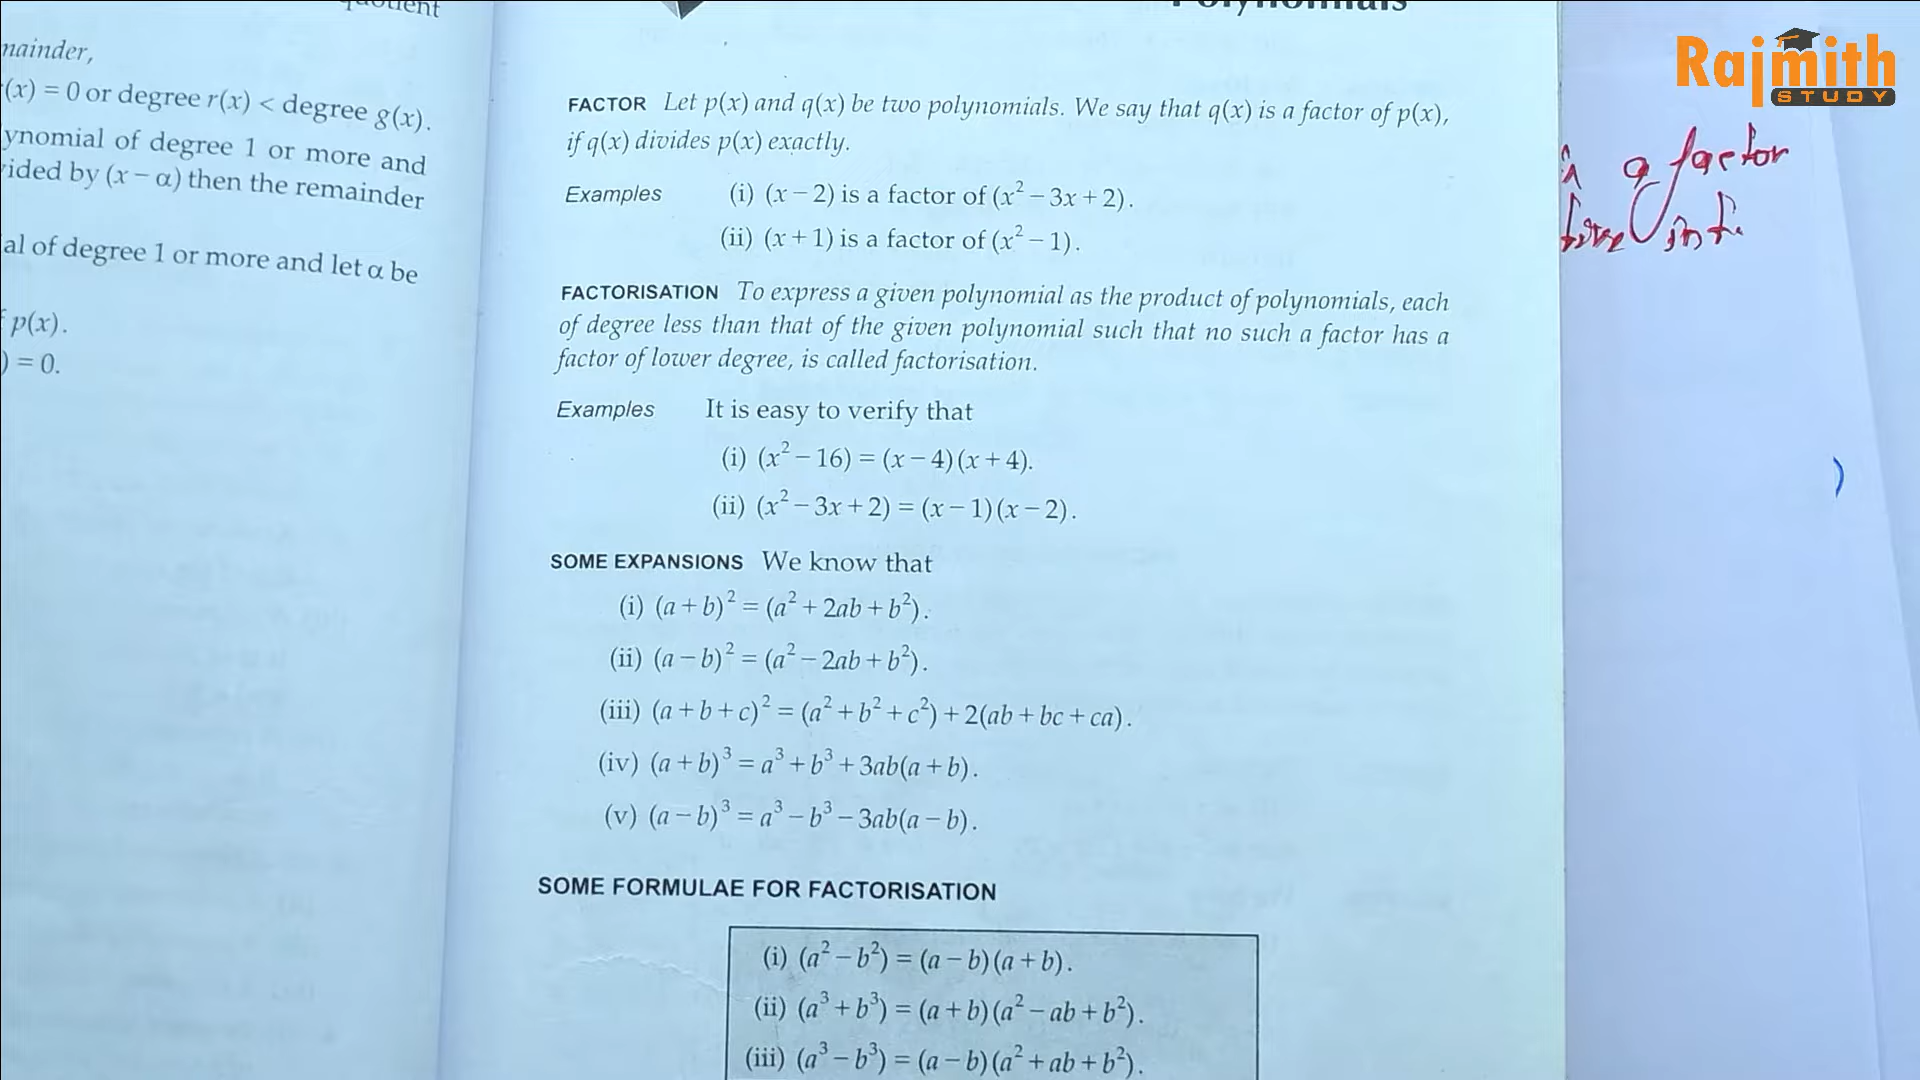 quotient
mainder,
r(x) = 0 or degree r(x) < degree g(x).
ynomial of degree 1 or more and
vided by (x − α) then the remainder
al of degree 1 or more and let α be
p(x).
) = 0.
Polynomials
FACTOR Let p(x) and q(x) be two polynomials. We say that q(x) is a factor of p(x),
if q(x) divides p(x) exactly.
Examples (i) (x − 2) is a factor of (x² − 3x + 2).
(ii) (x + 1) is a factor of (x² − 1).
FACTORISATION To express a given polynomial as the product of polynomials, each
of degree less than that of the given polynomial such that no such a factor has a
factor of lower degree, is called factorisation.
Examples It is easy to verify that
(i) (x² − 16) = (x − 4)(x + 4).
(ii) (x² − 3x + 2) = (x − 1)(x − 2).
SOME EXPANSIONS We know that
(i) (a + b)² = (a² + 2ab + b²).
(ii) (a − b)² = (a² − 2ab + b²).
(iii) (a + b + c)² = (a² + b² + c²) + 2(ab + bc + ca).
(iv) (a + b)³ = a³ + b³ + 3ab(a + b).
(v) (a − b)³ = a³ − b³ − 3ab(a − b).
SOME FORMULAE FOR FACTORISATION
(i) (a² − b²) = (a − b)(a + b).
(ii) (a³ + b³) = (a + b)(a² − ab + b²).
(iii) (a³ − b³) = (a − b)(a² + ab + b²).
Rajmith
STUDY
a factor